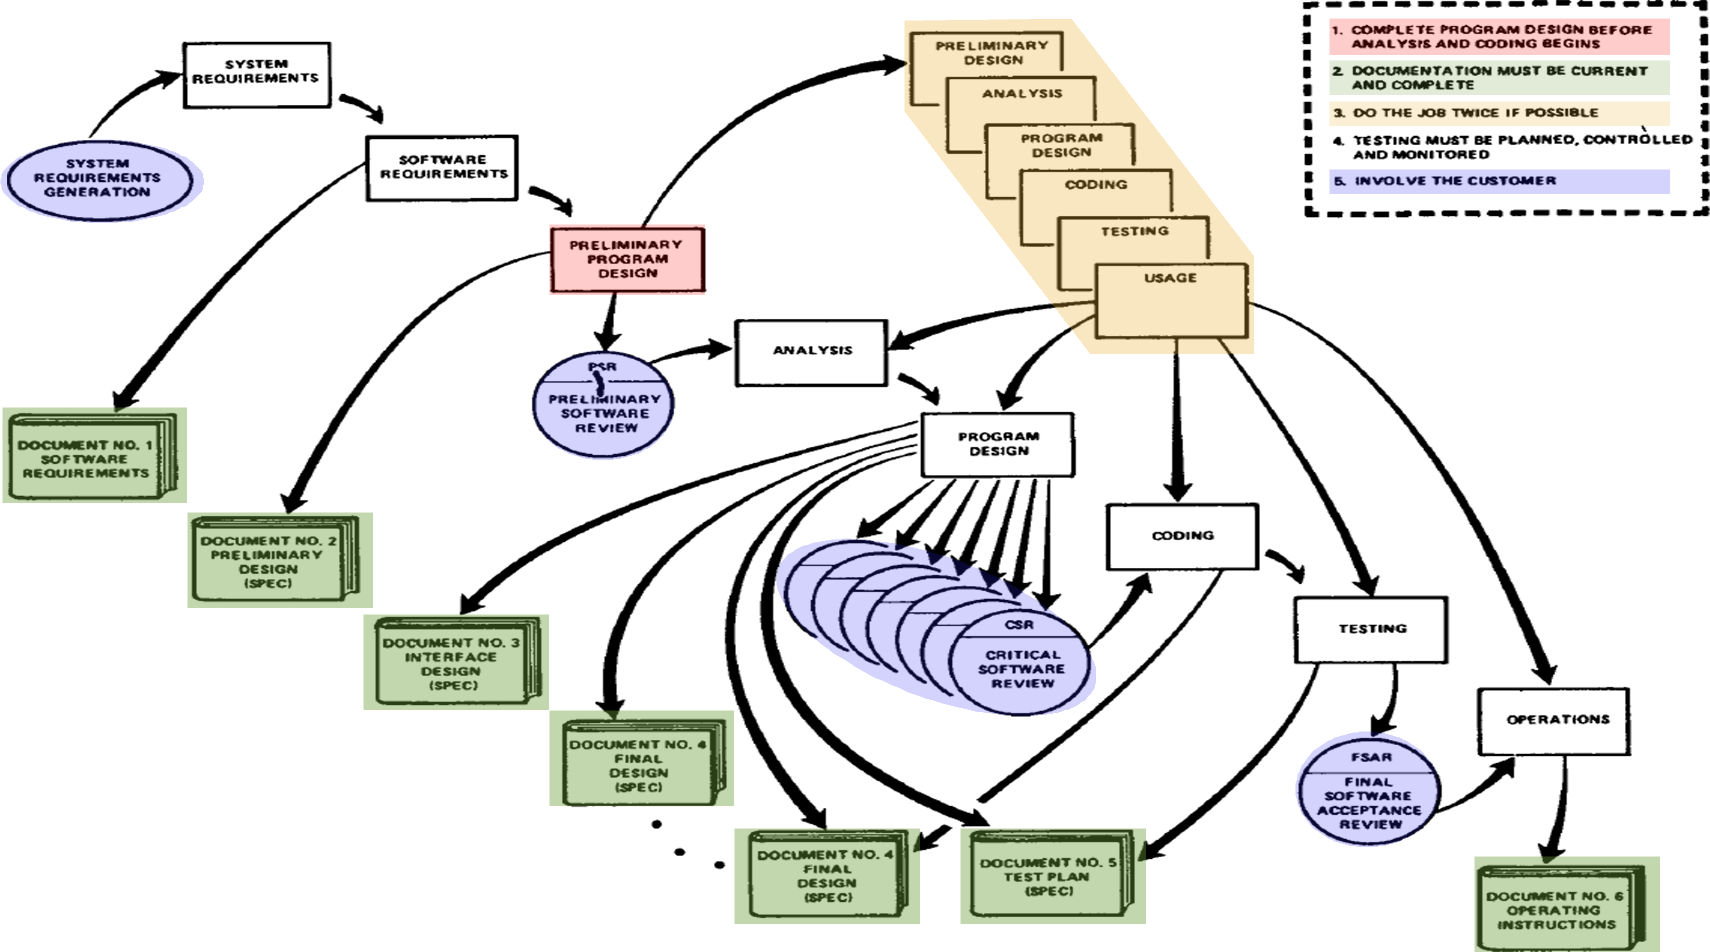 SYSTEM
REQUIREMENTS
SYSTEM
REQUIREMENTS
GENERATION
SOFTWARE
REQUIREMENTS
PRELIMINARY
PROGRAM
DESIGN
PRELIMINARY
DESIGN
ANALYSIS
PROGRAM
DESIGN
CODING
TESTING
USAGE
1. COMPLETE PROGRAM DESIGN BEFORE
ANALYSIS AND CODING BEGINS
2. DOCUMENTATION MUST BE CURRENT
AND COMPLETE
3. DO THE JOB TWICE IF POSSIBLE
4. TESTING MUST BE PLANNED, CONTROLLED
AND MONITORED
5. INVOLVE THE CUSTOMER
PSR
PRELIMINARY
SOFTWARE
REVIEW
ANALYSIS
PROGRAM
DESIGN
CODING
TESTING
OPERATIONS
CSR
CRITICAL
SOFTWARE
REVIEW
FSAR
FINAL
SOFTWARE
ACCEPTANCE
REVIEW
DOCUMENT NO. 1
SOFTWARE
REQUIREMENTS
DOCUMENT NO. 2
PRELIMINARY
DESIGN
(SPEC)
DOCUMENT NO. 3
INTERFACE
DESIGN
(SPEC)
DOCUMENT NO. 4
FINAL
DESIGN
(SPEC)
DOCUMENT NO. 4
FINAL
DESIGN
(SPEC)
DOCUMENT NO. 5
TEST PLAN
(SPEC)
DOCUMENT NO. 6
OPERATING
INSTRUCTIONS